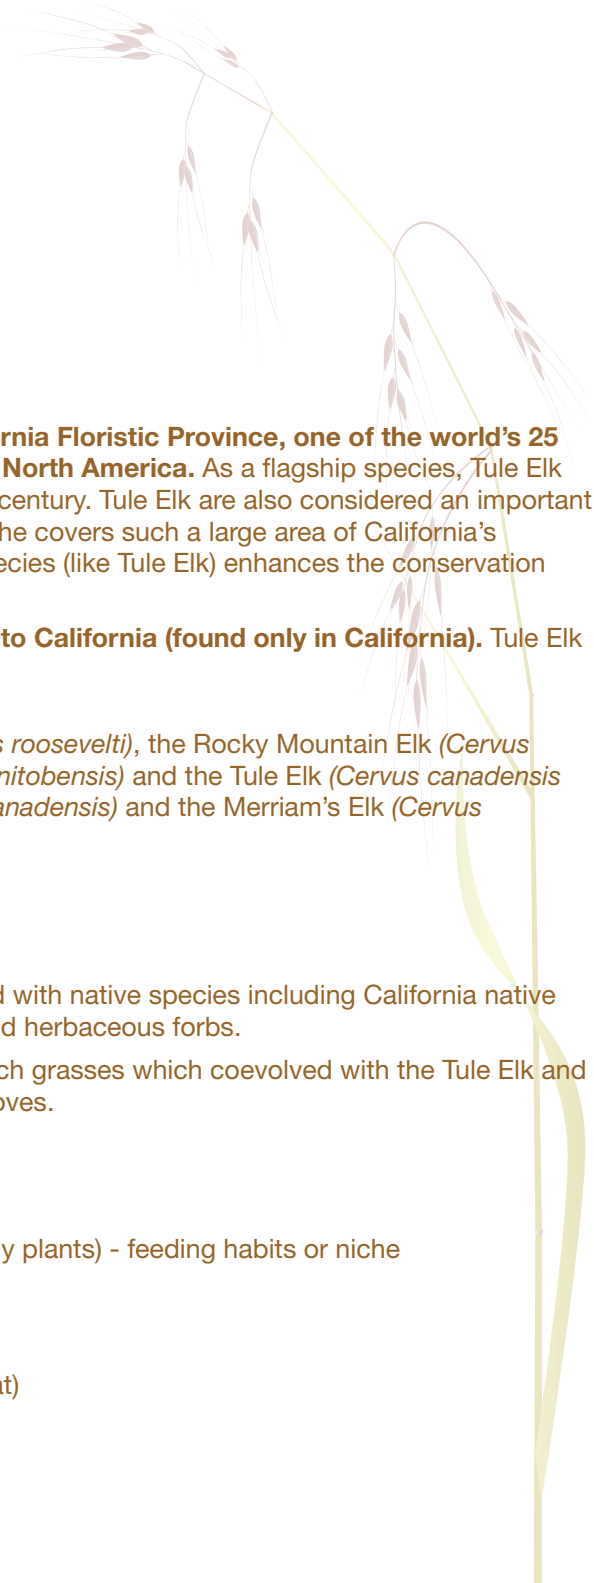 rnia Floristic Province, one of the world’s 25
North America. As a flagship species, Tule Elk
century. Tule Elk are also considered an important
he covers such a large area of California’s
ecies (like Tule Elk) enhances the conservation
to California (found only in California). Tule Elk
s roosevelti), the Rocky Mountain Elk (Cervus
nitobensis) and the Tule Elk (Cervus canadensis
anadensis) and the Merriam’s Elk (Cervus
d with native species including California native
d herbaceous forbs.
ch grasses which coevolved with the Tule Elk and
oves.
y plants) - feeding habits or niche
at)